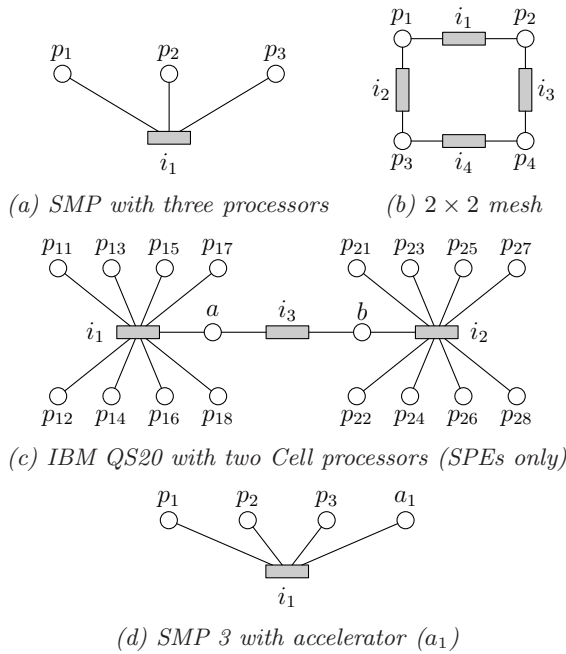 p₁ p₂ p₃
i₁
(a) SMP with three processors
p₁ i₁ p₂
i₂ i₃
p₃ i₄ p₄
(b) 2 × 2 mesh
p₁₁ p₁₃ p₁₅ p₁₇ p₂₁ p₂₃ p₂₅ p₂₇
i₁ a i₃ b i₂
p₁₂ p₁₄ p₁₆ p₁₈ p₂₂ p₂₄ p₂₆ p₂₈
(c) IBM QS20 with two Cell processors (SPEs only)
p₁ p₂ p₃ a₁
i₁
(d) SMP 3 with accelerator (a₁)